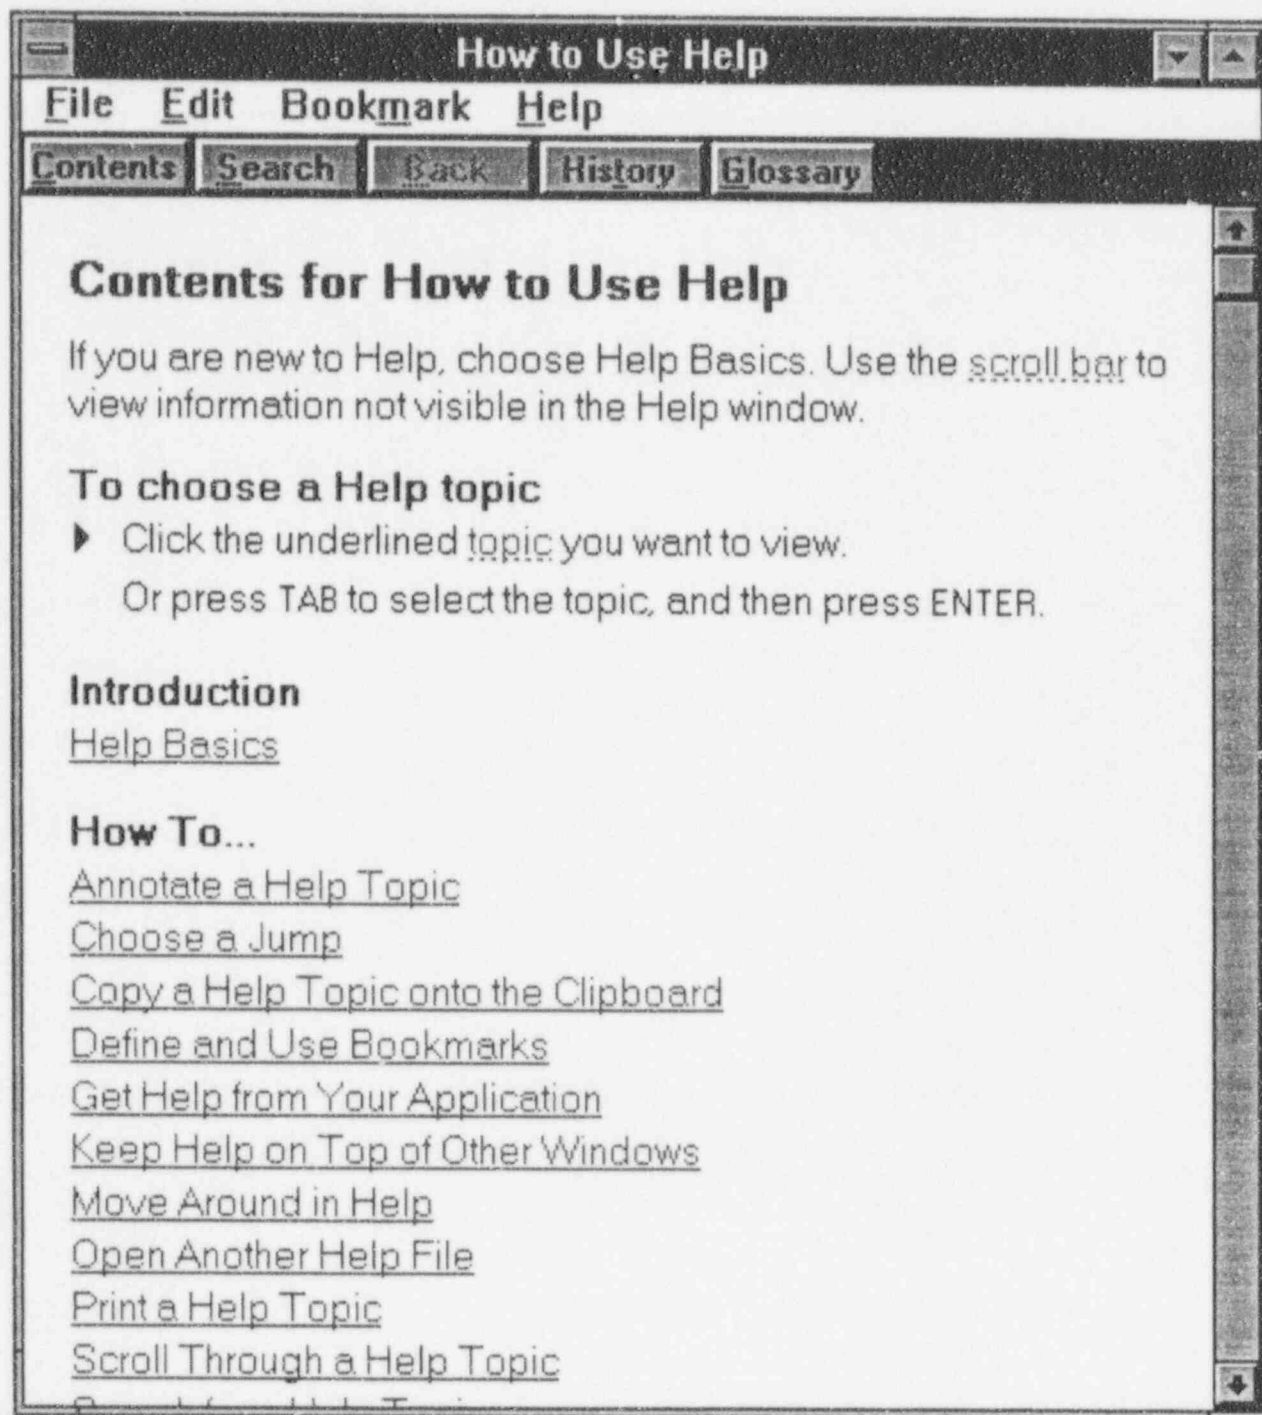 How to Use Help
File Edit Bookmark Help
Contents Search Back History Glossary
Contents for How to Use Help
If you are new to Help, choose Help Basics. Use the scroll bar to
view information not visible in the Help window.
To choose a Help topic
Click the underlined topic you want to view.
Or press TAB to select the topic, and then press ENTER.
Introduction
Help Basics
How To...
Annotate a Help Topic
Choose a Jump
Copy a Help Topic onto the Clipboard
Define and Use Bookmarks
Get Help from Your Application
Keep Help on Top of Other Windows
Move Around in Help
Open Another Help File
Print a Help Topic
Scroll Through a Help Topic